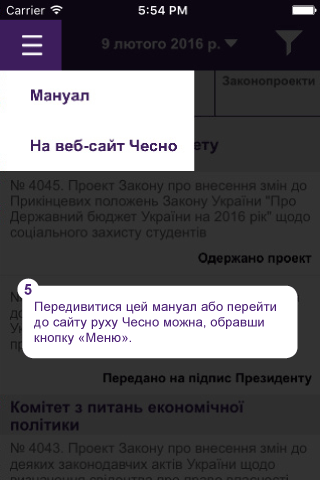 Carrier 5:54 PM
9 лютого 2016 р.
Мануал
Законопроекти
На веб-сайт Чесно
ету
№ 4045. Проект Закону про внесення змін до
Прикінцевих положень Закону України "Про
Державний бюджет України на 2016 рік" щодо
соціального захисту студентів
Одержано проект
5
Передивитися цей мануал або перейти
до сайту руху Чесно можна, обравши
кнопку «Меню».
Передано на підпис Президенту
Комітет з питань економічної
політики
№ 4043. Проект Закону про внесення змін до
деяких законодавчих актів України щодо